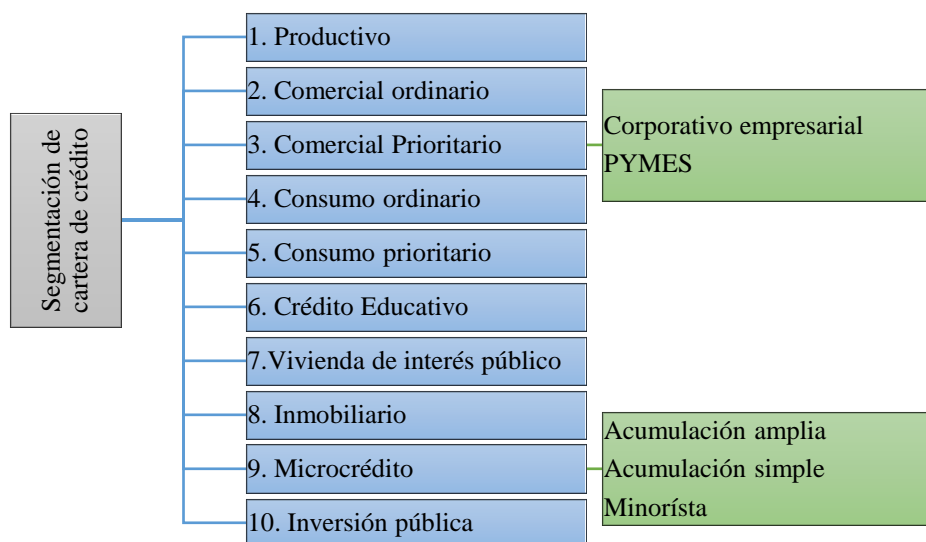 Segmentación de
cartera de crédito
1. Productivo
2. Comercial ordinario
3. Comercial Prioritario
Corporativo empresarial
PYMES
4. Consumo ordinario
5. Consumo prioritario
6. Crédito Educativo
7.Vivienda de interés público
8. Inmobiliario
9. Microcrédito
Acumulación amplia
Acumulación simple
Minorísta
10. Inversión pública